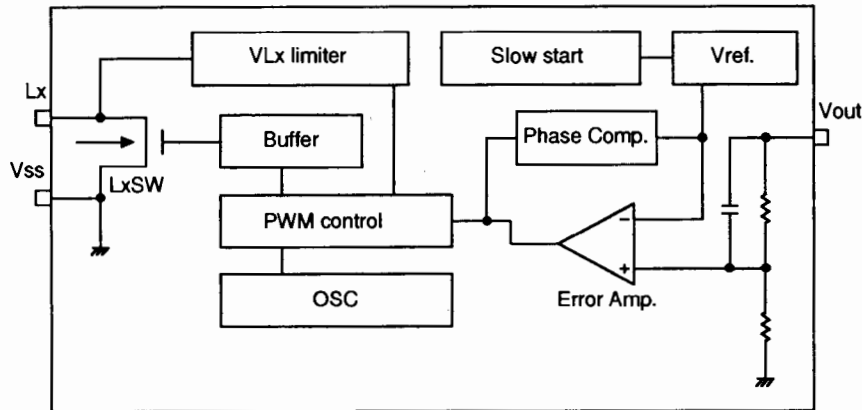 VLx limiter
Slow start
Vref.
Lx
Vout
Buffer
Phase Comp.
Vss
LxSW
PWM control
−
+
OSC
Error Amp.